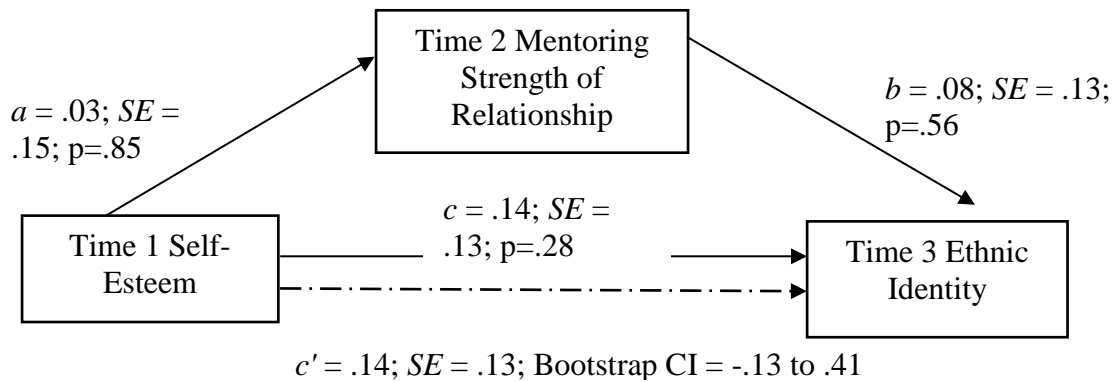 Time 2 Mentoring
Strength of
Relationship
a = .03; SE =
.15; p=.85
b = .08; SE = .13;
p=.56
c = .14; SE =
.13; p=.28
Time 1 Self-
Esteem
Time 3 Ethnic
Identity
c' = .14; SE = .13; Bootstrap CI = -.13 to .41